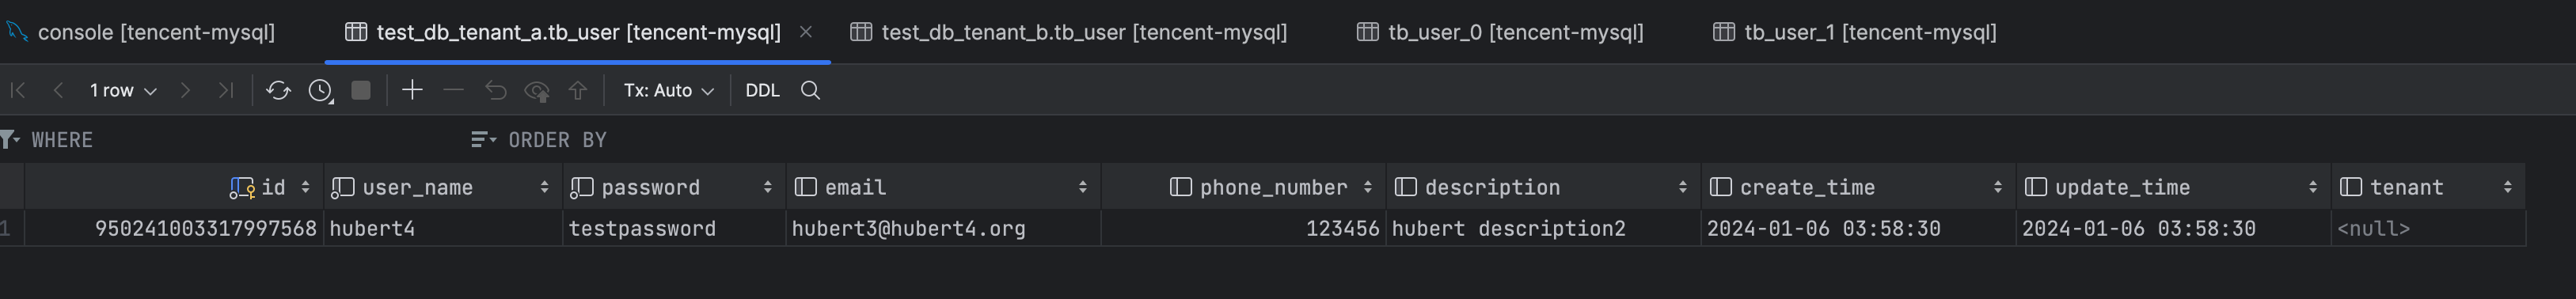 console [tencent-mysql] test_db_tenant_a.tb_user [tencent-mysql] test_db_tenant_b.tb_user [tencent-mysql] tb_user_0 [tencent-mysql] tb_user_1 [tencent-mysql]
1 row Tx: Auto DDL
WHERE ORDER BY
id user_name password email phone_number description create_time update_time tenant
1 950241003317997568 hubert4 testpassword hubert3@hubert4.org 123456 hubert description2 2024-01-06 03:58:30 2024-01-06 03:58:30 <null>